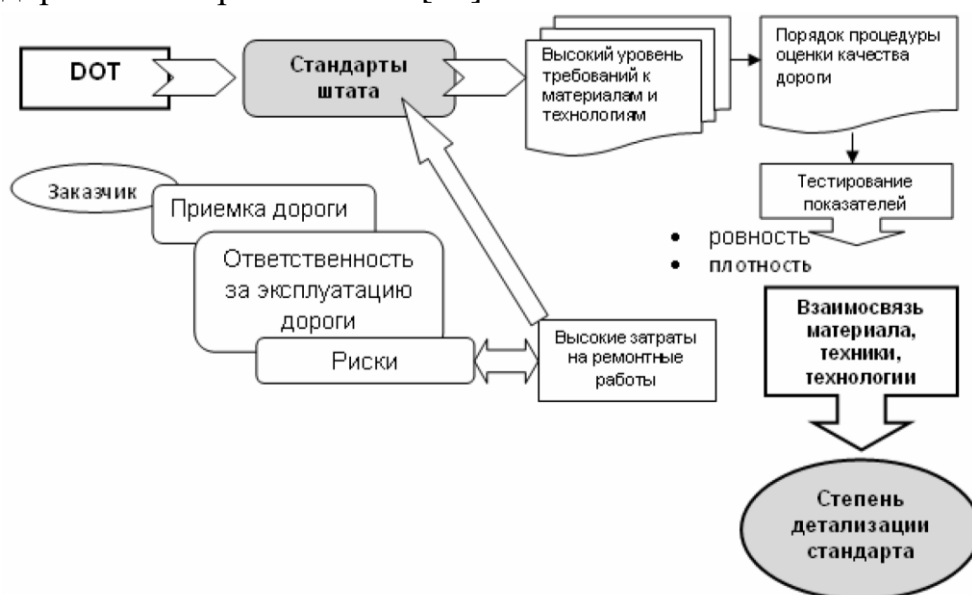 DOT
Стандарты
штата
Высокий уровень
требований к
материалам и
технологиям
Порядок процедуры
оценки качества
дороги
Заказчик
Приемка дороги
Ответственность
за эксплуатацию
дороги
Риски
Высокие затраты
на ремонтные
работы
Тестирование
показателей
• ровность
• плотность
Взаимосвязь
материала,
техники,
технологии
Степень
детализации
стандарта